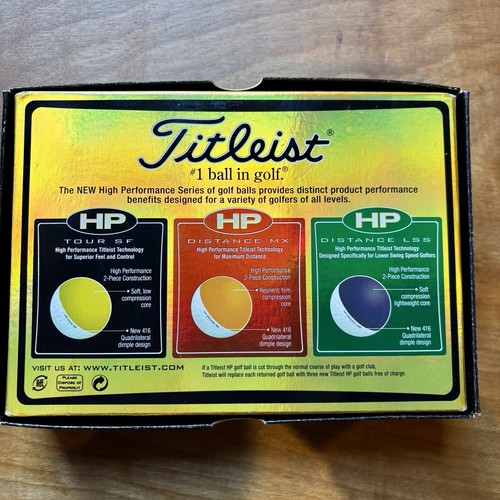 Titleist®
#1 ball in golf.®
The NEW High Performance Series of golf balls provides distinct product performance
benefits designed for a variety of golfers of all levels.
HP
TOUR SF
High Performance Titleist Technology
for Superior Feel and Control
High Performance
2-Piece Construction
• Soft, low
compression
core
• New 416
Quadrilateral
dimple design
HP
DISTANCE MX
High Performance Titleist Technology
for Maximum Distance
High Performance
2-Piece Construction
• Resilient, firm
compression
core
• New 416
Quadrilateral
dimple design
HP
DISTANCE LSS
High Performance Titleist Technology
Designed Specifically for Lower Swing Speed Golfers
High Performance
2-Piece Construction
• Soft
compression
lightweight core
• New 416
Quadrilateral
dimple design
VISIT US AT: WWW.TITLEIST.COM
紙
PLEASE
DISPOSE OF
PROPERLY!
If a Titleist HP golf ball is cut through the normal course of play with a golf club,
Titleist will replace each returned golf ball with three new Titleist HP golf balls free of charge.